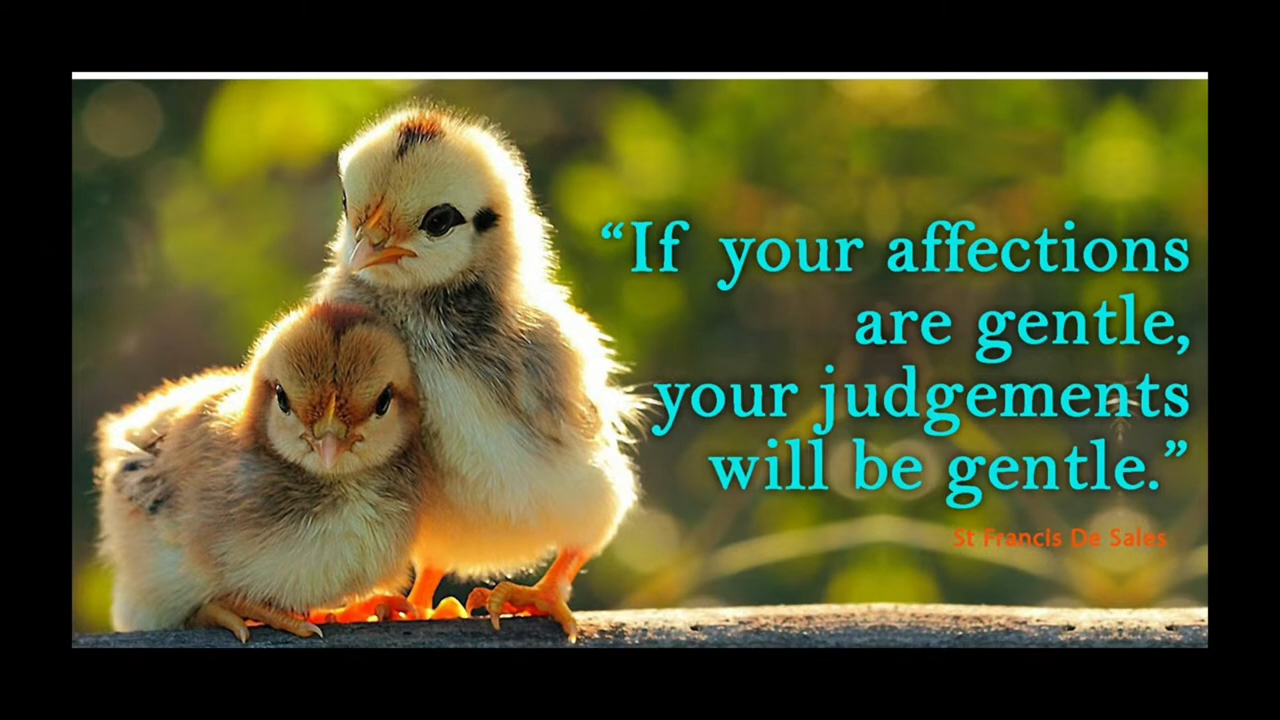 “If your affections
are gentle,
your judgements
will be gentle.”
St Francis De Sales